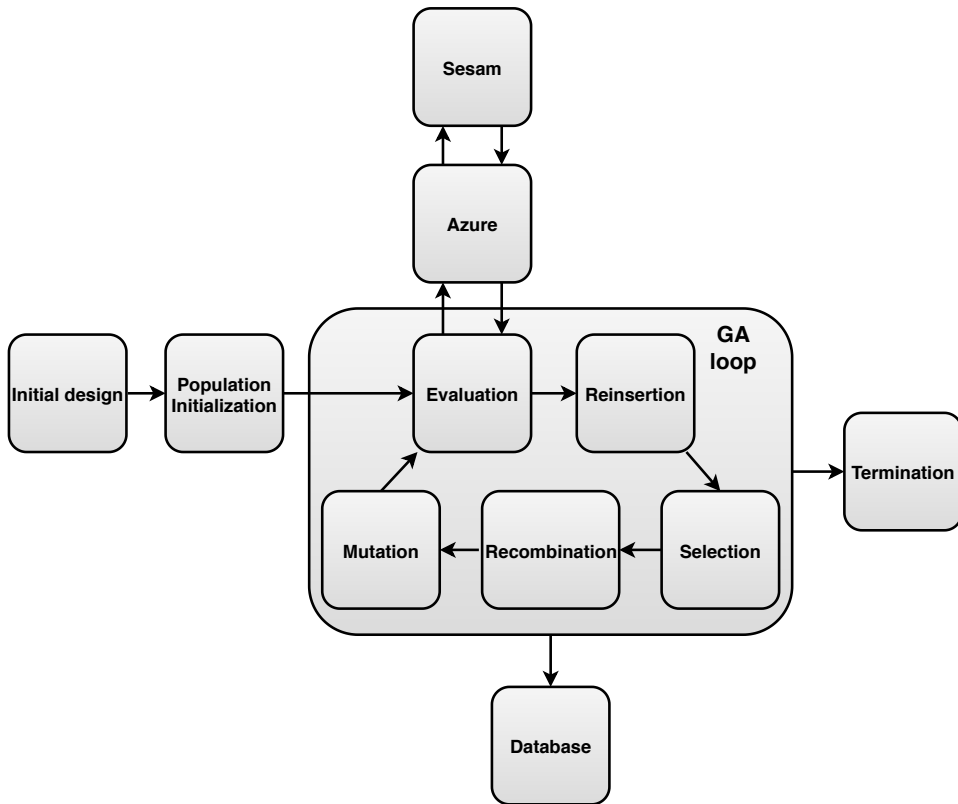 Sesam
Azure
GA
loop
Initial design
Population
Initialization
Evaluation
Reinsertion
Termination
Mutation
Recombination
Selection
Database